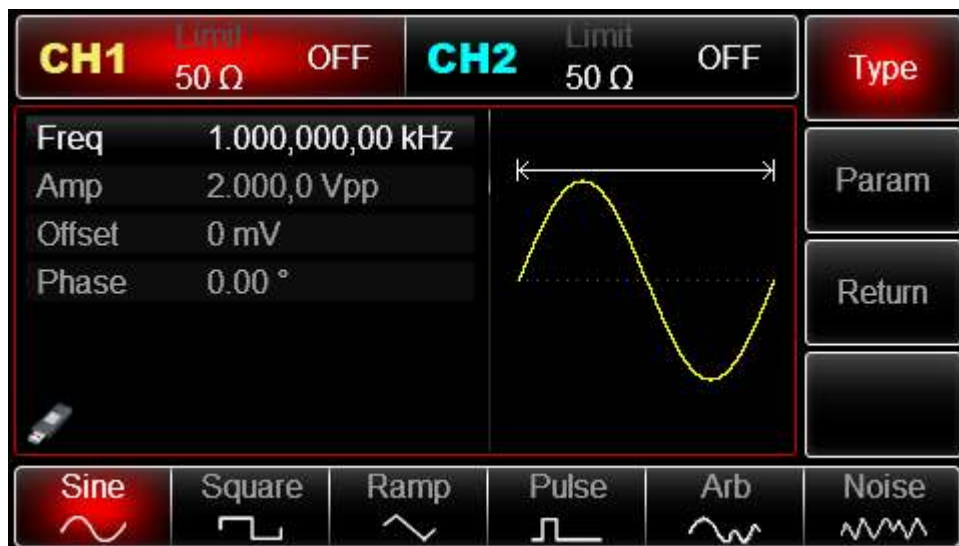 CH1 Limit 50 Ω OFF CH2 Limit 50 Ω OFF
Type
Freq 1.000,000,00 kHz
Amp 2.000,0 Vpp
Offset 0 mV
Phase 0.00 °
Param
Return
Sine Square Ramp Pulse Arb Noise